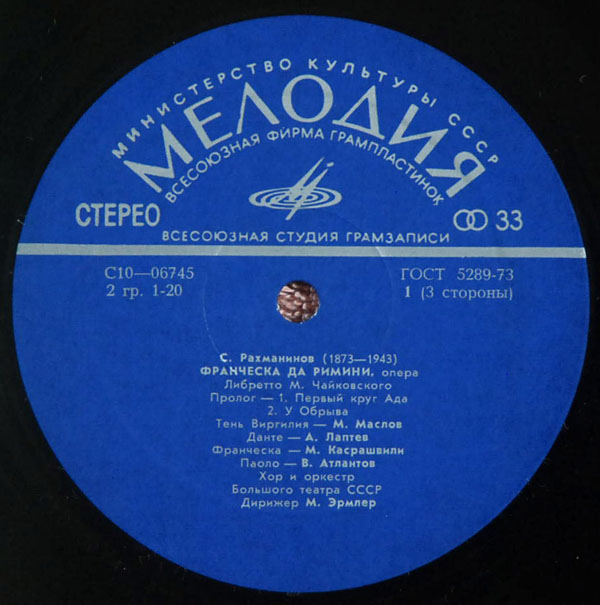 МИНИСТЕРСТВО КУЛЬТУРЫ СССР
МЕЛОДИЯ
ВСЕСОЮЗНАЯ ФИРМА ГРАМПЛАСТИНОК
СТЕРЕО
33
ВСЕСОЮЗНАЯ СТУДИЯ ГРАМЗАПИСИ
С10—06745
ГОСТ 5289-73
2 гр. 1-20
1 (3 стороны)
С. Рахманинов (1873—1943)
ФРАНЧЕСКА ДА РИМИНИ, опера
Либретто М. Чайковского
Пролог — 1. Первый круг Ада
2. У Обрыва
Тень Виргилия — М. Маслов
Данте — А. Лаптев
Франческа — М. Касрашвили
Паоло — В. Атлантов
Хор и оркестр
Большого театра СССР
Дирижер М. Эрмлер